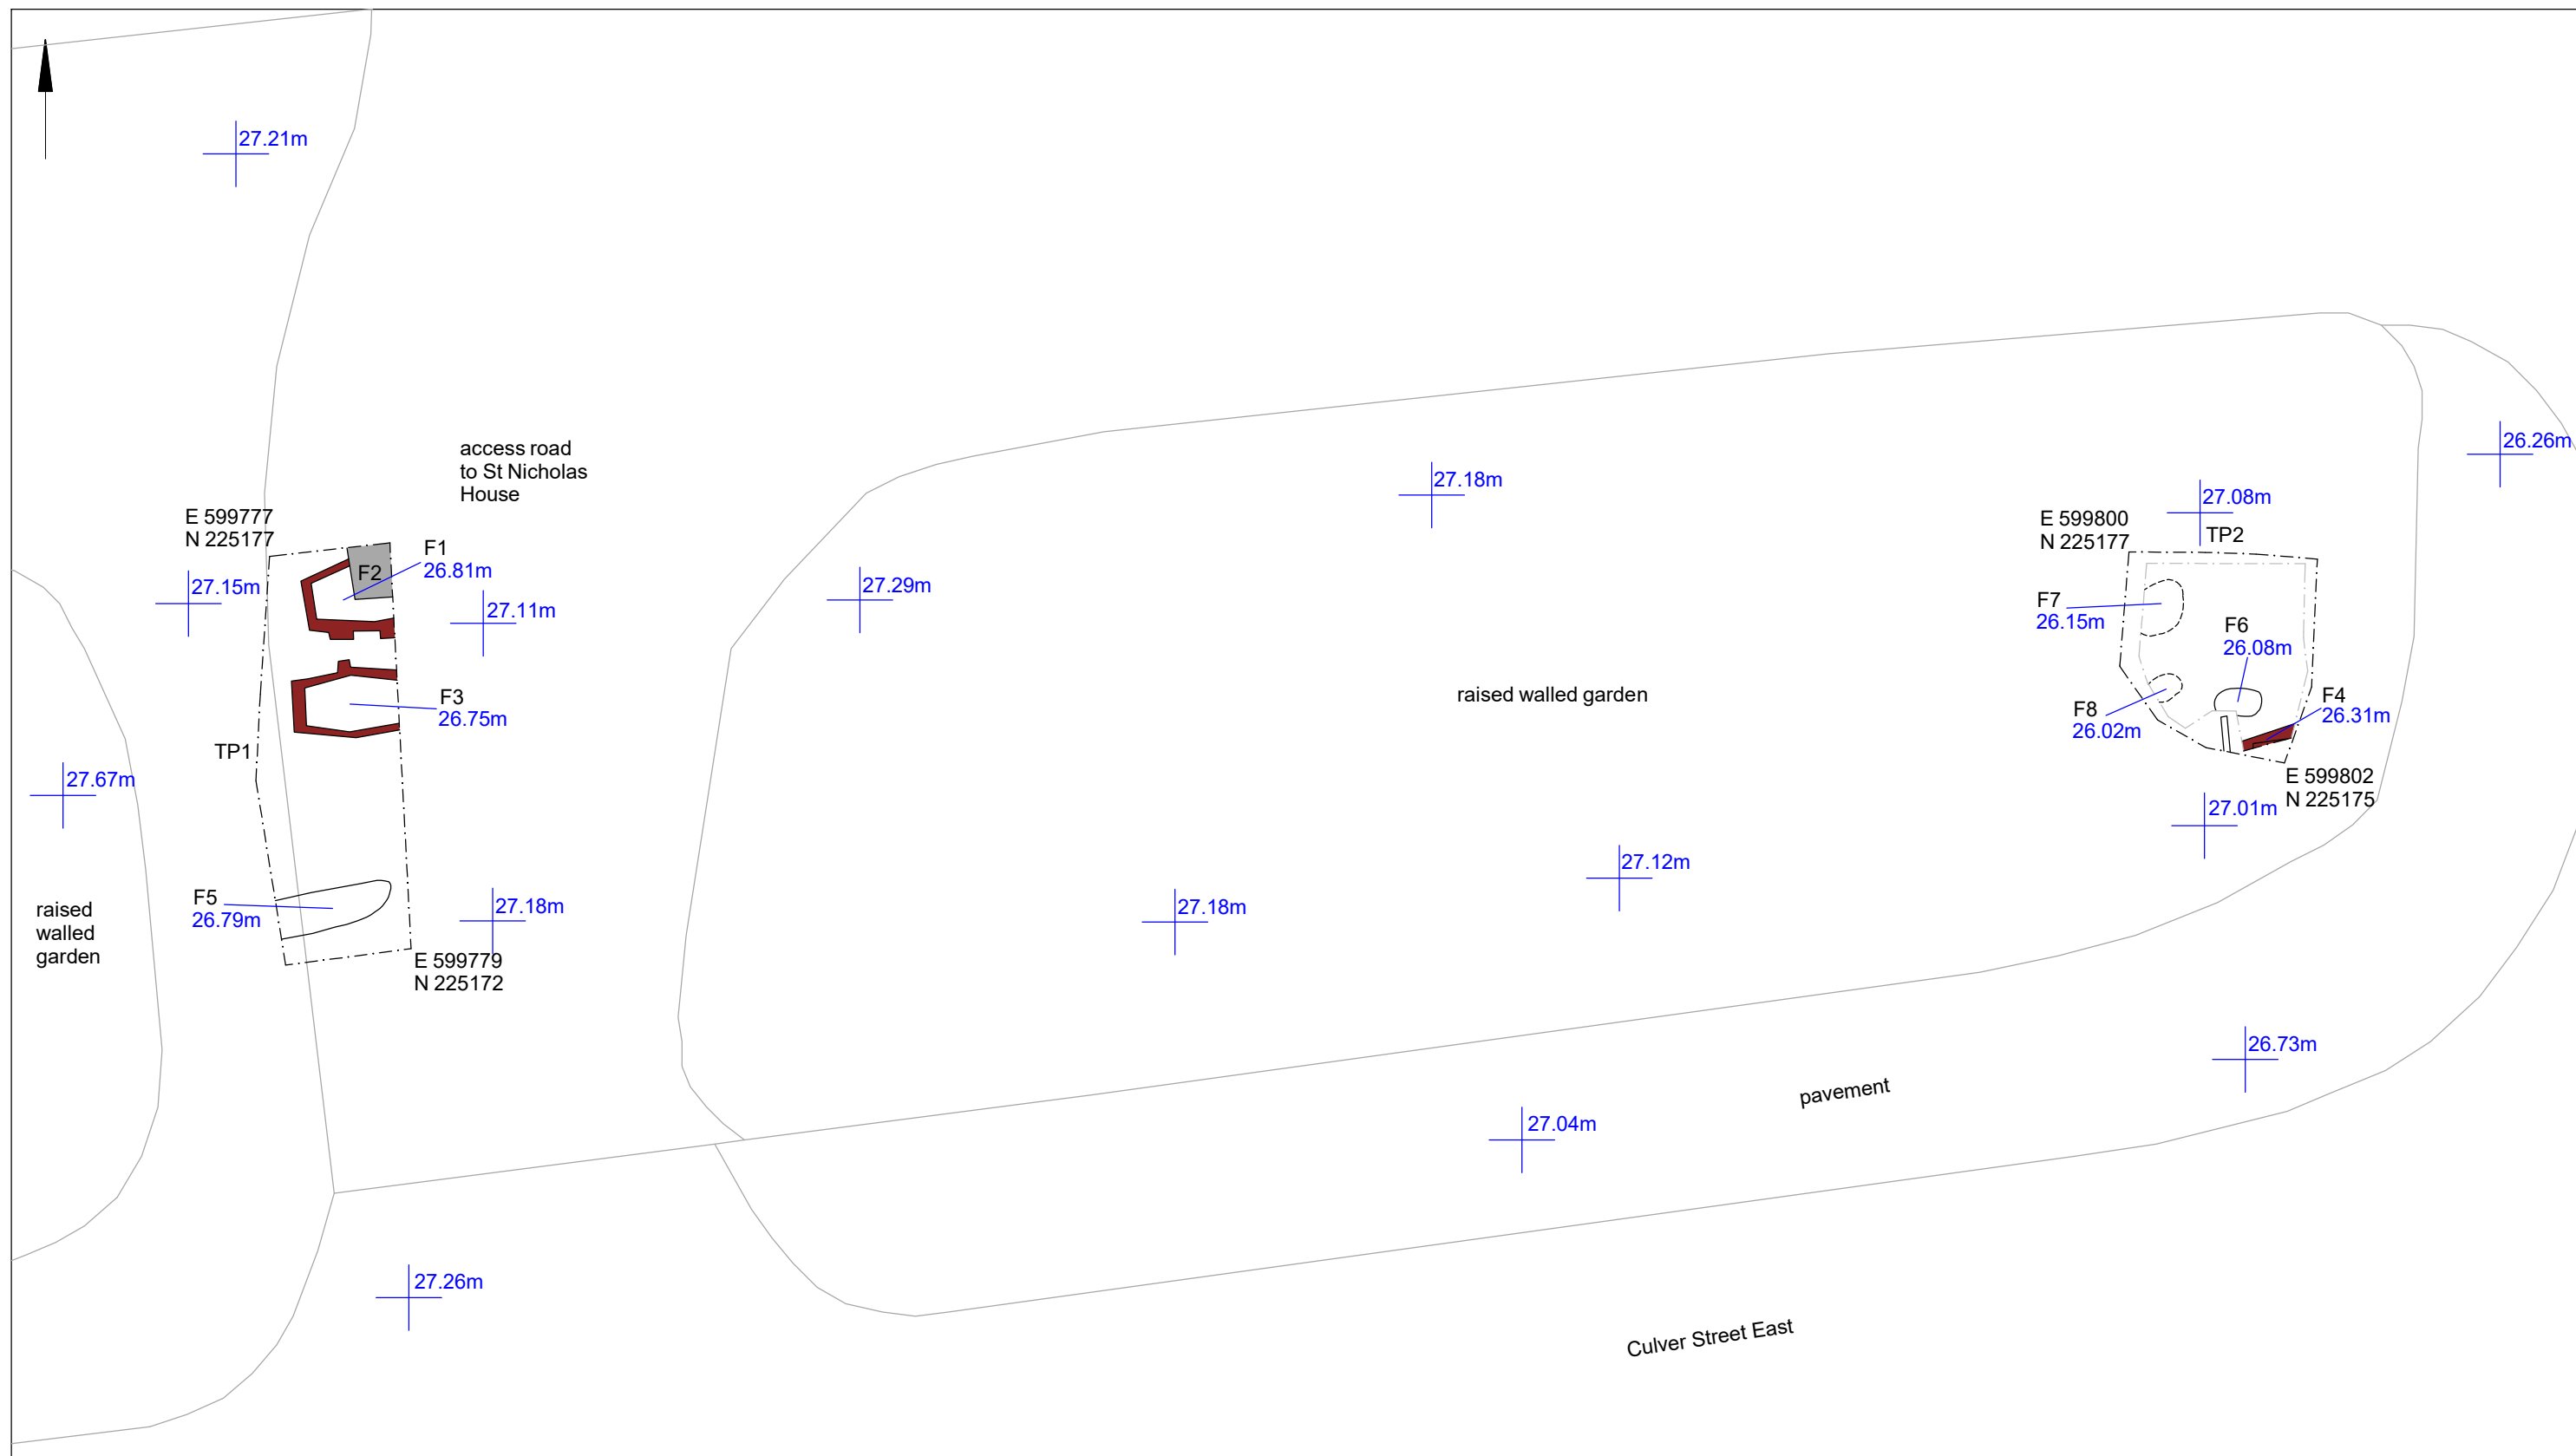 27.21m
access road
to St Nicholas
House
E 599777
N 225177
F1
26.81m
F2
27.15m
27.11m
F3
26.75m
TP1
27.67m
F5
26.79m
27.18m
raised
walled
garden
E 599779
N 225172
27.26m
27.29m
27.18m
raised walled garden
27.12m
27.18m
26.26m
27.08m
E 599800
N 225177
TP2
F7
26.15m
F6
26.08m
F8
26.02m
F4
26.31m
E 599802
N 225175
27.01m
26.73m
pavement
27.04m
Culver Street East